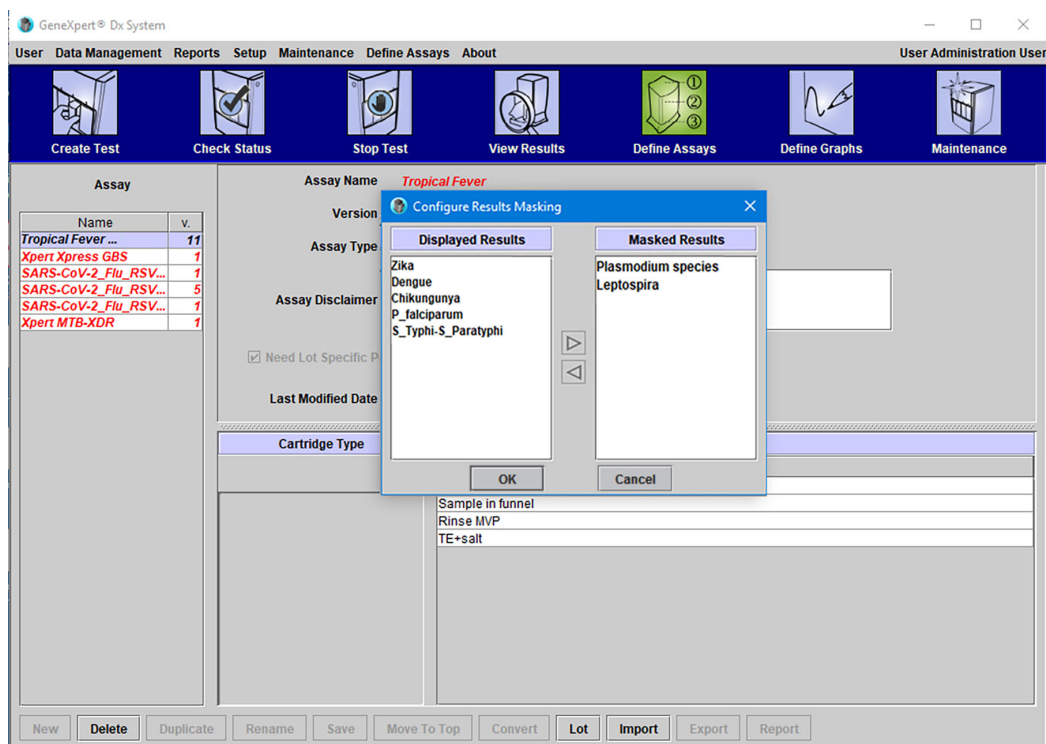 GeneXpert® Dx System
User Data Management Reports Setup Maintenance Define Assays About User Administration User
① ② ③
Create Test Check Status Stop Test View Results Define Assays Define Graphs Maintenance
Assay
Name v.
Tropical Fever ... 11
Xpert Xpress GBS 1
SARS-CoV-2_Flu_RSV... 1
SARS-CoV-2_Flu_RSV... 5
SARS-CoV-2_Flu_RSV... 1
Xpert MTB-XDR 1
Assay Name Tropical Fever
Version
Assay Type
Assay Disclaimer
Need Lot Specific P
Last Modified Date
Cartridge Type
Configure Results Masking
Displayed Results
Zika
Dengue
Chikungunya
P_falciparum
S_Typhi-S_Paratyphi
Masked Results
Plasmodium species
Leptospira
OK Cancel
Sample in funnel
Rinse MVP
TE+salt
New Delete Duplicate Rename Save Move To Top Convert Lot Import Export Report